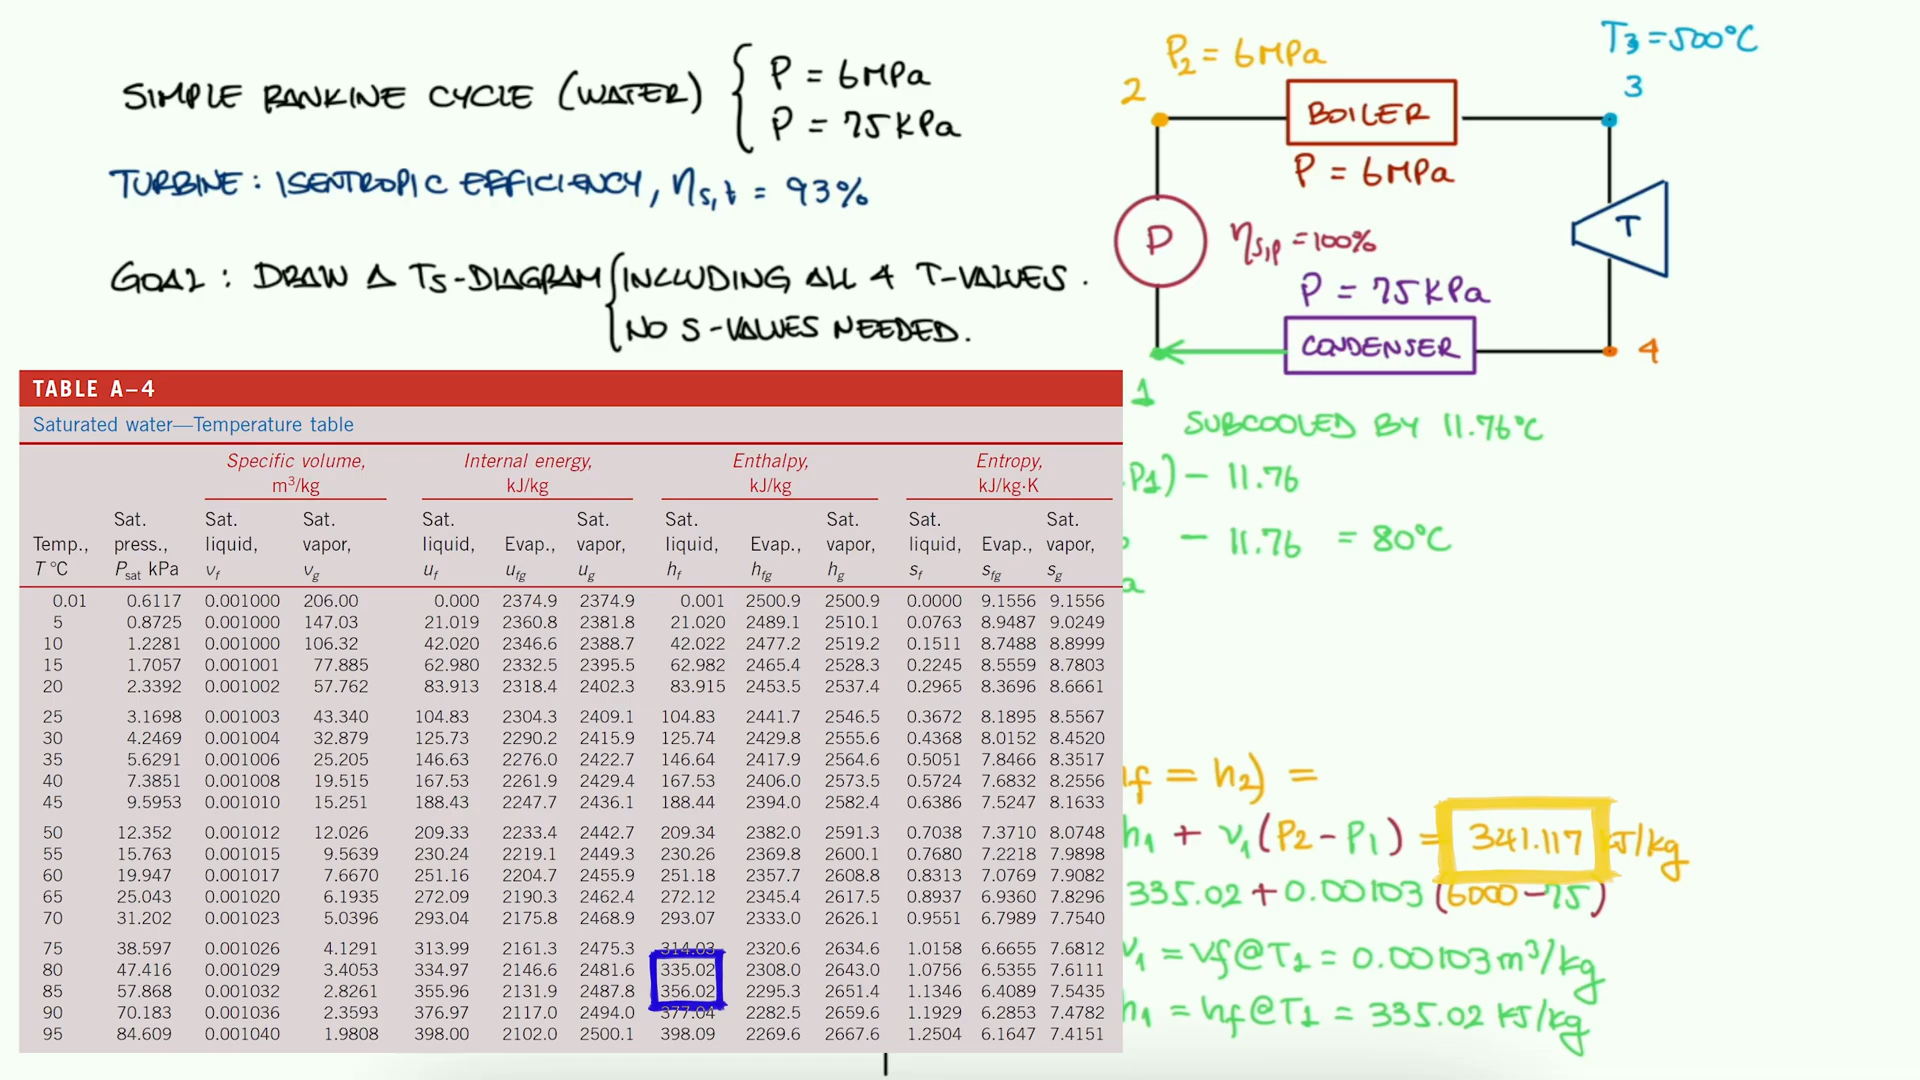 SIMPLE RANKINE CYCLE (WATER) { P = 6MPa
P = 75KPa
TURBINE: ISENTROPIC EFFICIENCY, ηs,t = 93%
GOAL: DRAW A TS-DIAGRAM { INCLUDING ALL 4 T-VALUES.
NO S-VALUES NEEDED.
P2 = 6MPa
T3 = 500°C
2
3
BOILER
P = 6MPa
P
ηs,p = 100%
T
P = 75KPa
CONDENSER
4
1
SUBCOOLED BY 11.76°C
P1) - 11.76
- 11.76 = 80°C
a
hf = h2) =
h1 + v1(P2-P1) = 341.117 KJ/kg
335.02 + 0.00103 (6000-75)
v1 = vf@T1 = 0.00103 m³/kg
h1 = hf@T1 = 335.02 KJ/kg
TABLE A–4
Saturated water—Temperature table
Specific volume, Internal energy, Enthalpy, Entropy,
m³/kg kJ/kg kJ/kg kJ/kg·K
Sat. Sat. Sat. Sat. Sat. Sat. Sat. Sat. Sat.
Temp., press., liquid, vapor, liquid, Evap., vapor, liquid, Evap., vapor, liquid, Evap., vapor,
T °C Psat kPa vf vg uf ufg ug hf hfg hg sf sfg sg
0.01 0.6117 0.001000 206.00 0.000 2374.9 2374.9 0.001 2500.9 2500.9 0.0000 9.1556 9.1556
5 0.8725 0.001000 147.03 21.019 2360.8 2381.8 21.020 2489.1 2510.1 0.0763 8.9487 9.0249
10 1.2281 0.001000 106.32 42.020 2346.6 2388.7 42.022 2477.2 2519.2 0.1511 8.7488 8.8999
15 1.7057 0.001001 77.885 62.980 2332.5 2395.5 62.982 2465.4 2528.3 0.2245 8.5559 8.7803
20 2.3392 0.001002 57.762 83.913 2318.4 2402.3 83.915 2453.5 2537.4 0.2965 8.3696 8.6661
25 3.1698 0.001003 43.340 104.83 2304.3 2409.1 104.83 2441.7 2546.5 0.3672 8.1895 8.5567
30 4.2469 0.001004 32.879 125.73 2290.2 2415.9 125.74 2429.8 2555.6 0.4368 8.0152 8.4520
35 5.6291 0.001006 25.205 146.63 2276.0 2422.7 146.64 2417.9 2564.6 0.5051 7.8466 8.3517
40 7.3851 0.001008 19.515 167.53 2261.9 2429.4 167.53 2406.0 2573.5 0.5724 7.6832 8.2556
45 9.5953 0.001010 15.251 188.43 2247.7 2436.1 188.44 2394.0 2582.4 0.6386 7.5247 8.1633
50 12.352 0.001012 12.026 209.33 2233.4 2442.7 209.34 2382.0 2591.3 0.7038 7.3710 8.0748
55 15.763 0.001015 9.5639 230.24 2219.1 2449.3 230.26 2369.8 2600.1 0.7680 7.2218 7.9898
60 19.947 0.001017 7.6670 251.16 2204.7 2455.9 251.18 2357.7 2608.8 0.8313 7.0769 7.9082
65 25.043 0.001020 6.1935 272.09 2190.3 2462.4 272.12 2345.4 2617.5 0.8937 6.9360 7.8296
70 31.202 0.001023 5.0396 293.04 2175.8 2468.9 293.07 2333.0 2626.1 0.9551 6.7989 7.7540
75 38.597 0.001026 4.1291 313.99 2161.3 2475.3 314.03 2320.6 2634.6 1.0158 6.6655 7.6812
80 47.416 0.001029 3.4053 334.97 2146.6 2481.6 335.02 2308.0 2643.0 1.0756 6.5355 7.6111
85 57.868 0.001032 2.8261 355.96 2131.9 2487.8 356.02 2295.3 2651.4 1.1346 6.4089 7.5435
90 70.183 0.001036 2.3593 376.97 2117.0 2494.0 377.04 2282.5 2659.6 1.1929 6.2853 7.4782
95 84.609 0.001040 1.9808 398.00 2102.0 2500.1 398.09 2269.6 2667.6 1.2504 6.1647 7.4151